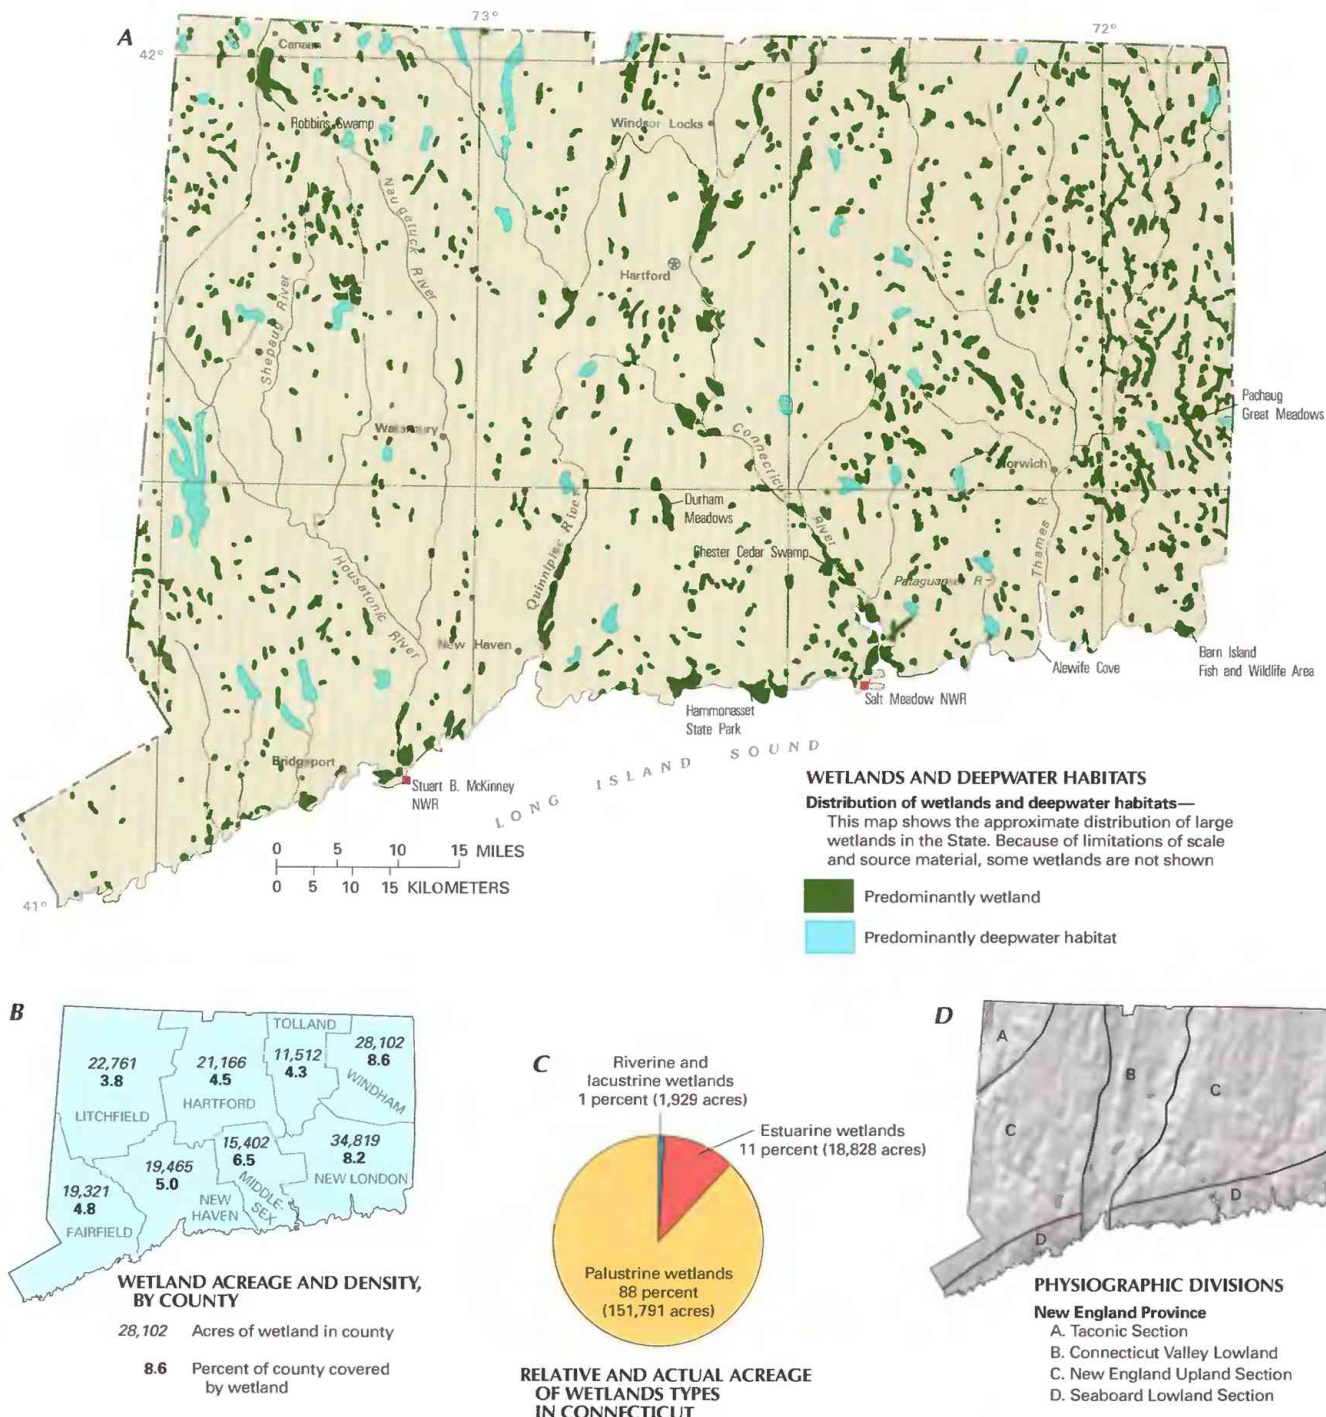 A
73°
72°
42°
Canaan
Robbins Swamp
Windsor Locks
Naugatuck River
Hartford
Shepaug River
Pachaug
Great Meadows
Waterbury
Connecticut River
Norwich
Durham
Meadows
Quinnipiac River
Chester Cedar Swamp
Thames R
Housatonic River
New Haven
Barn Island
Fish and Wildlife Area
Alewife Cove
Salt Meadow NWR
Hammonasset
State Park
LONG ISLAND SOUND
Bridgeport
Stuart B. McKinney
NWR
41°
0 5 10 15 MILES
0 5 10 15 KILOMETERS
WETLANDS AND DEEPWATER HABITATS
Distribution of wetlands and deepwater habitats—
This map shows the approximate distribution of large
wetlands in the State. Because of limitations of scale
and source material, some wetlands are not shown
Predominantly wetland
Predominantly deepwater habitat
B
TOLLAND
28,102
8.6
22,761
3.8
21,166
4.5
11,512
4.3
WINDHAM
HARTFORD
LITCHFIELD
15,402
6.5
34,819
8.2
19,465
5.0
NEW LONDON
19,321
4.8
MIDDLE-
SEX
NEW
HAVEN
FAIRFIELD
WETLAND ACREAGE AND DENSITY,
BY COUNTY
28,102 Acres of wetland in county
8.6 Percent of county covered
by wetland
C
Riverine and
lacustrine wetlands
1 percent (1,929 acres)
Estuarine wetlands
11 percent (18,828 acres)
Palustrine wetlands
88 percent
(151,791 acres)
RELATIVE AND ACTUAL ACREAGE
OF WETLANDS TYPES
IN CONNECTICUT
D
A
B
C
C
D
D
PHYSIOGRAPHIC DIVISIONS
New England Province
A. Taconic Section
B. Connecticut Valley Lowland
C. New England Upland Section
D. Seaboard Lowland Section